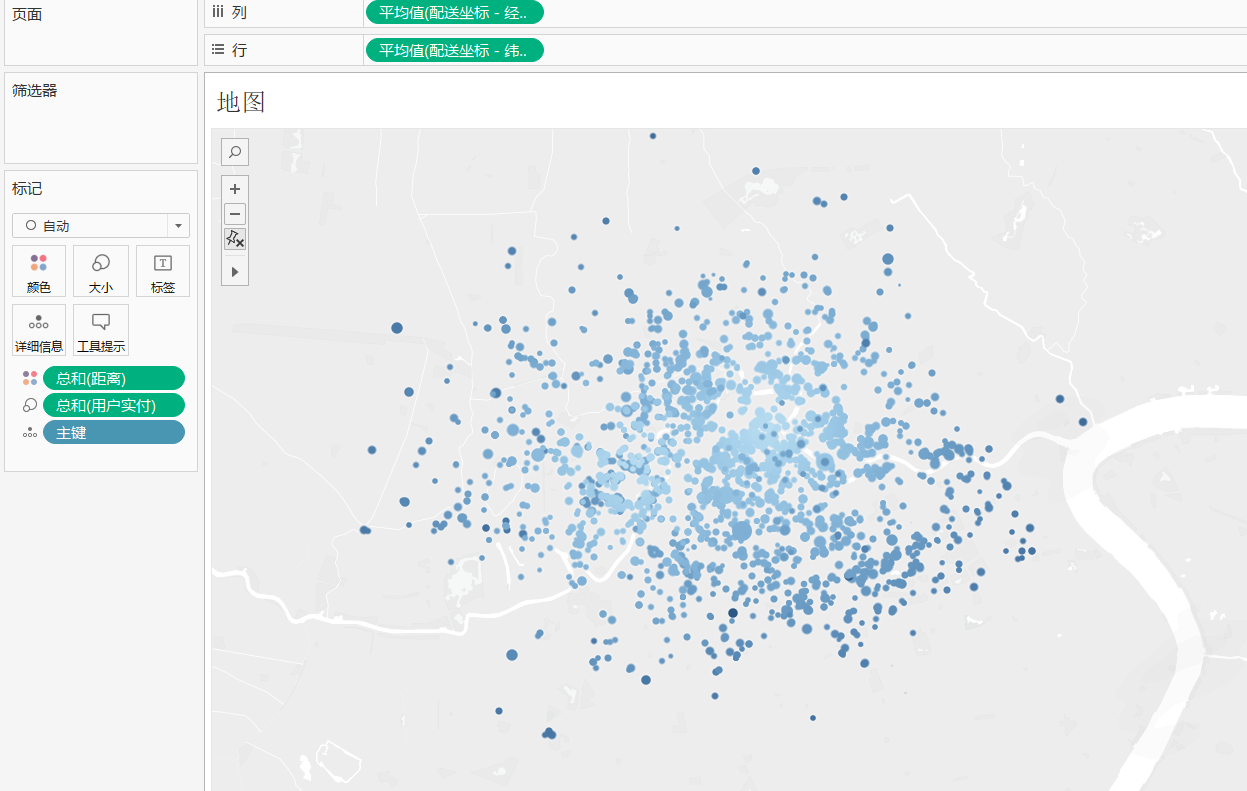 页面
列
平均值(配送坐标 - 经..
行
平均值(配送坐标 - 纬..
筛选器
地图
标记
自动
颜色
大小
标签
详细信息
工具提示
总和(距离)
总和(用户实付)
主键